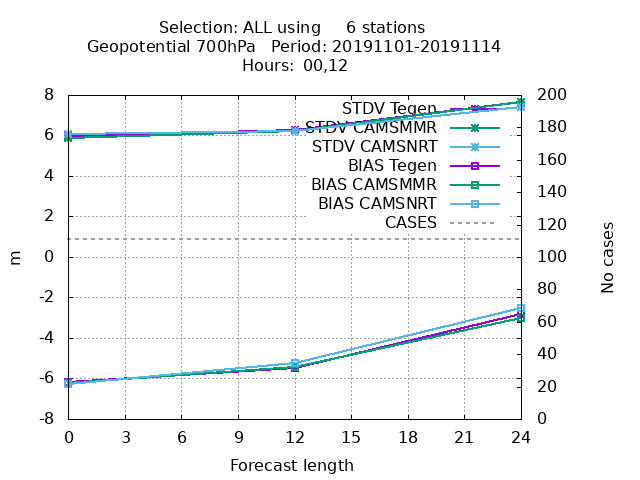 Selection: ALL using     6 stations
Geopotential 700hPa   Period: 20191101-20191114
Hours: 00,12
8
6
4
2
0
-2
-4
-6
-8
m
STDV Tegen
STDV CAMSMMR
STDV CAMSNRT
BIAS Tegen
BIAS CAMSMMR
BIAS CAMSNRT
CASES
200
180
160
140
120
100
80
60
40
20
0
No cases
0 3 6 9 12 15 18 21 24
Forecast length